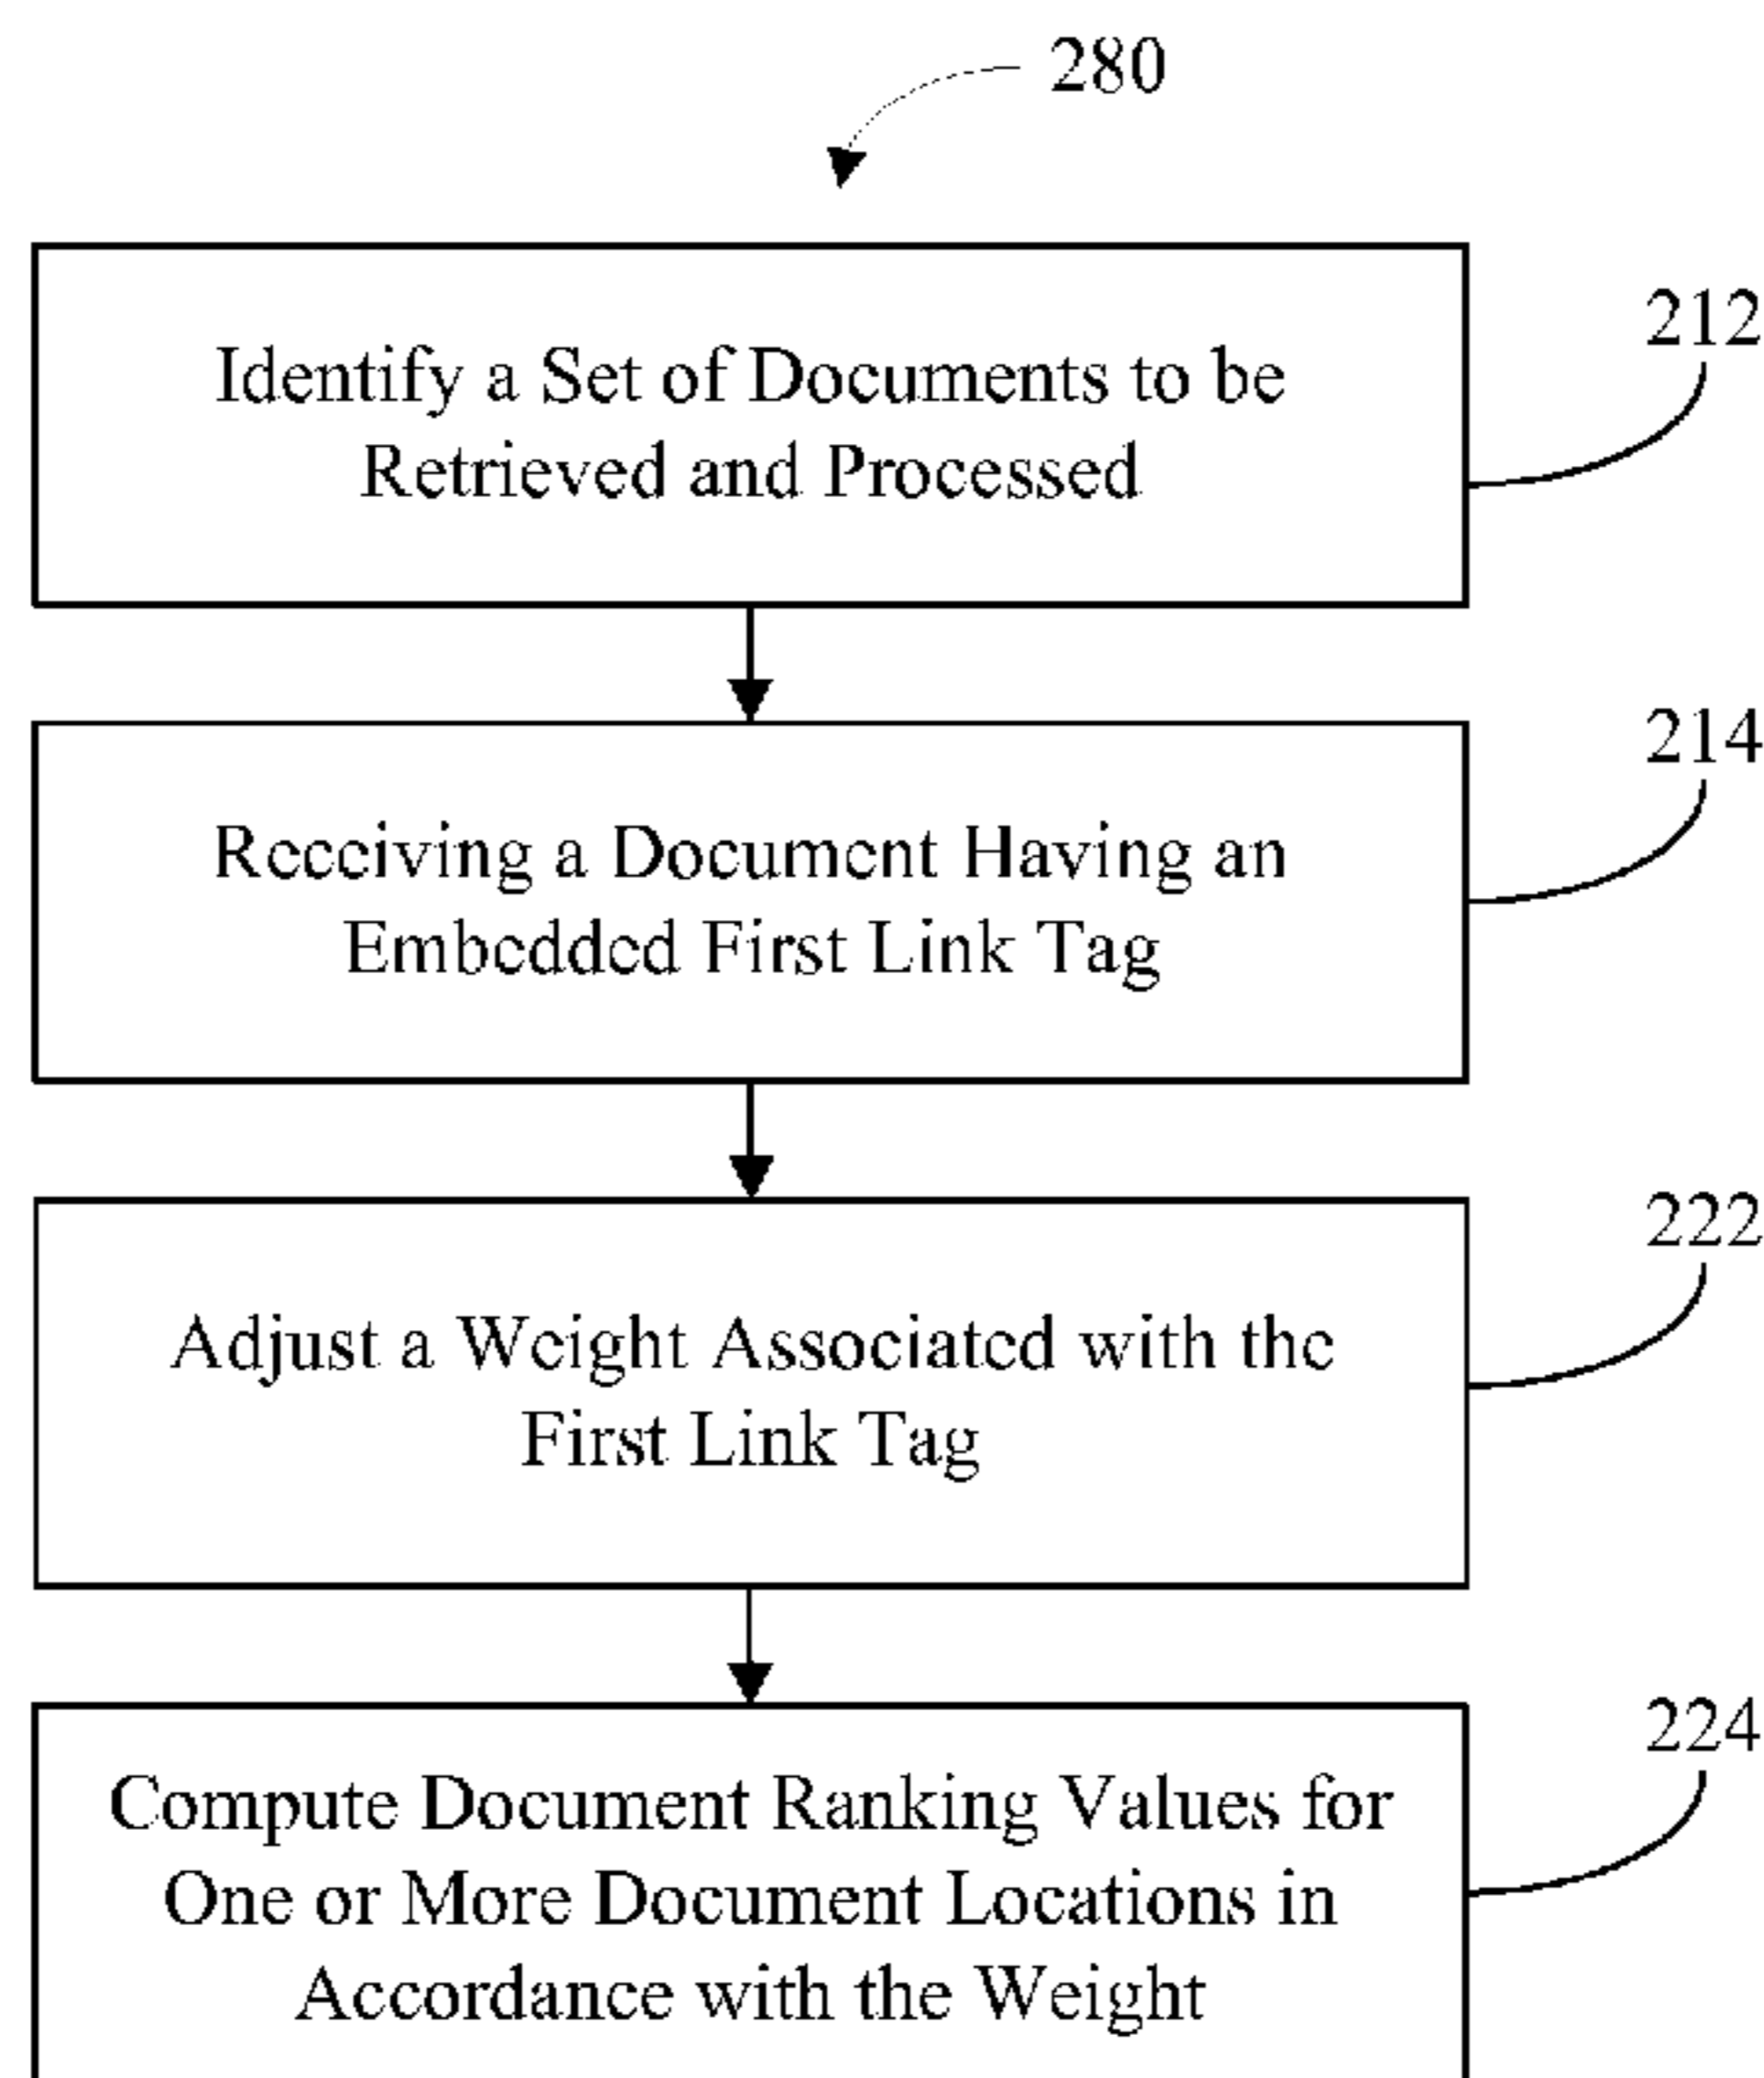 280
Identify a Set of Documents to be
Retrieved and Processed
212
Receiving a Document Having an
Embedded First Link Tag
214
Adjust a Weight Associated with the
First Link Tag
222
Compute Document Ranking Values for
One or More Document Locations in
Accordance with the Weight
224